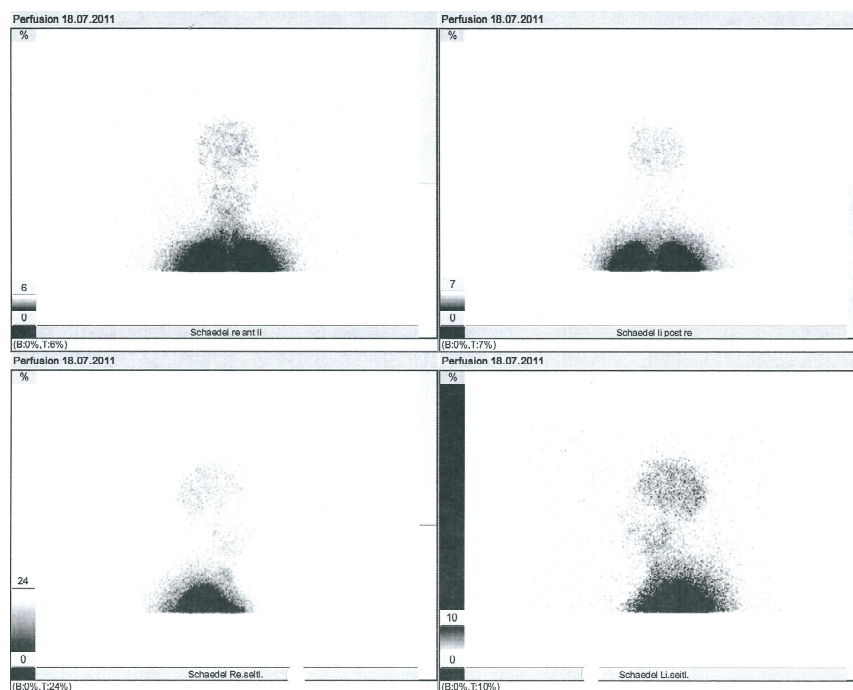 Perfusion 18.07.2011
%
6
0
Schaedel re ant li
(B:0%,T:6%)
Perfusion 18.07.2011
%
7
0
Schaedel li post re
(B:0%,T:7%)
Perfusion 18.07.2011
%
24
0
Schaedel Re.seitl.
(B:0%,T:24%)
Perfusion 18.07.2011
%
10
0
Schaedel Li.seitl.
(B:0%,T:10%)